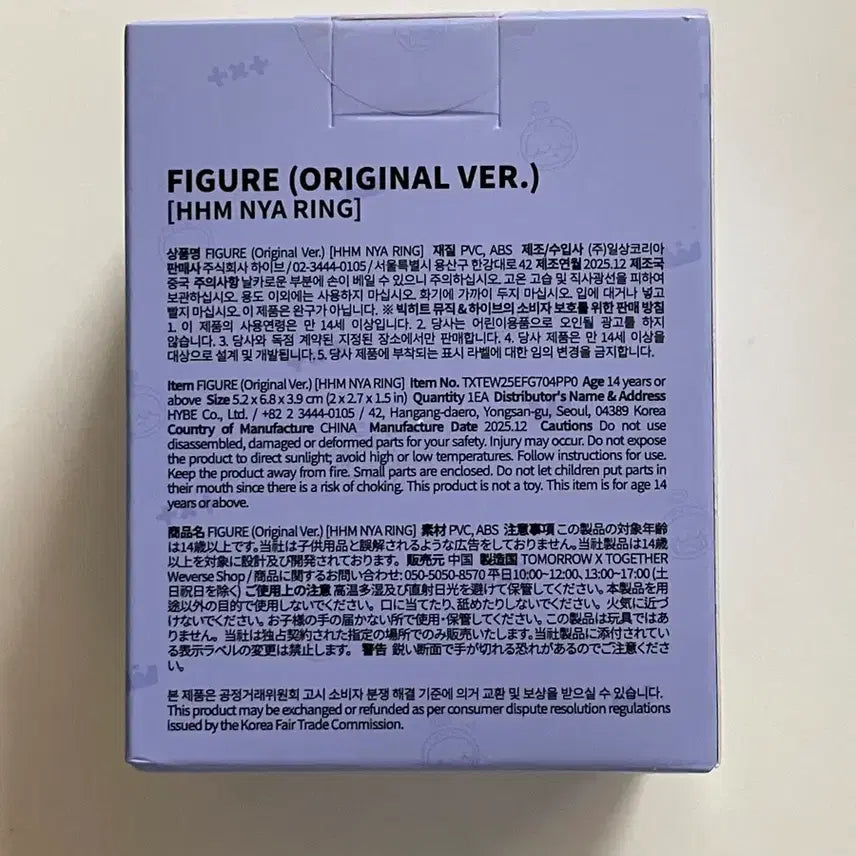 FIGURE (ORIGINAL VER.)
[HHM NYA RING]
상품명 FIGURE (Original Ver.) [HHM NYA RING] 재질 PVC, ABS 제조/수입사 (주)일상코리아
판매사 주식회사 하이브 / 02-3444-0105 / 서울특별시 용산구 한강대로 42 제조연월 2025.12 제조국
중국 주의사항 날카로운 부분에 손이 베일 수 있으니 주의하십시오. 고온 고습 및 직사광선을 피하여
보관하십시오. 용도 이외에는 사용하지 마십시오. 화기에 가까이 두지 마십시오. 입에 대거나 넣고
빨지 마십시오. 이 제품은 완구가 아닙니다. ※ 빅히트 뮤직 & 하이브의 소비자 보호를 위한 판매 방침
1. 이 제품의 사용연령은 만 14세 이상입니다. 2. 당사는 어린이용품으로 오인될 광고를 하지
않습니다. 3. 당사와 독점 계약된 지정된 장소에서만 판매합니다. 4. 당사 제품은 만 14세 이상을
대상으로 설계 및 개발됩니다. 5. 당사 제품에 부착되는 표시 라벨에 대한 임의 변경을 금지합니다.
Item FIGURE (Original Ver.) [HHM NYA RING] Item No. TXTEW25EFG704PP0 Age 14 years or
above Size 5.2 x 6.8 x 3.9 cm (2 x 2.7 x 1.5 in) Quantity 1EA Distributor's Name & Address
HYBE Co., Ltd. / +82 2 3444-0105 / 42, Hangang-daero, Yongsan-gu, Seoul, 04389 Korea
Country of Manufacture CHINA Manufacture Date 2025.12 Cautions Do not use
disassembled, damaged or deformed parts for your safety. Injury may occur. Do not expose
the product to direct sunlight; avoid high or low temperatures. Follow instructions for use.
Keep the product away from fire. Small parts are enclosed. Do not let children put parts in
their mouth since there is a risk of choking. This product is not a toy. This item is for age 14
years or above.
商品名 FIGURE (Original Ver.) [HHM NYA RING] 素材 PVC, ABS 注意事項 この製品の対象年齢
は14歳以上です。当社は子供用品と誤解されるような広告をしておりません。当社製品は14歳
以上を対象に設計及び開発されております。 販売元 中国 製造国 TOMORROW X TOGETHER
Weverse Shop / 商品に関するお問い合わせ: 050-5050-8570 平日10:00~12:00、13:00~17:00 (土
日祝日を除く) ご使用上の注意 高温多湿及び直射日光を避けて保管してください。本製品を用
途以外の目的で使用しないでください。 口に当てたり、舐めたりしないでください。 火気に近づ
けないでください。お子様の手の届かない所で使用・保管してください。この製品は玩具ではあ
りません。 当社は独占契約された指定の場所でのみ販売いたします。当社製品に添付されてい
る表示ラベルの変更は禁止します。 警告 鋭い断面で手が切れる恐れがあるのでご注意くださ
い。
본 제품은 공정거래위원회 고시 소비자 분쟁 해결 기준에 의거 교환 및 보상을 받으실 수 있습니다.
This product may be exchanged or refunded as per consumer dispute resolution regulations
issued by the Korea Fair Trade Commission.